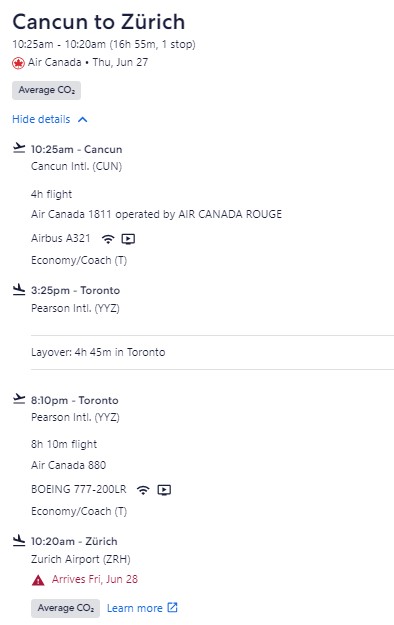 Cancun to Zürich
10:25am - 10:20am (16h 55m, 1 stop)
Air Canada • Thu, Jun 27
Average CO₂
Hide details
10:25am - Cancun
Cancun Intl. (CUN)
4h flight
Air Canada 1811 operated by AIR CANADA ROUGE
Airbus A321
Economy/Coach (T)
3:25pm - Toronto
Pearson Intl. (YYZ)
Layover: 4h 45m in Toronto
8:10pm - Toronto
Pearson Intl. (YYZ)
8h 10m flight
Air Canada 880
BOEING 777-200LR
Economy/Coach (T)
10:20am - Zürich
Zurich Airport (ZRH)
Arrives Fri, Jun 28
Average CO₂ Learn more